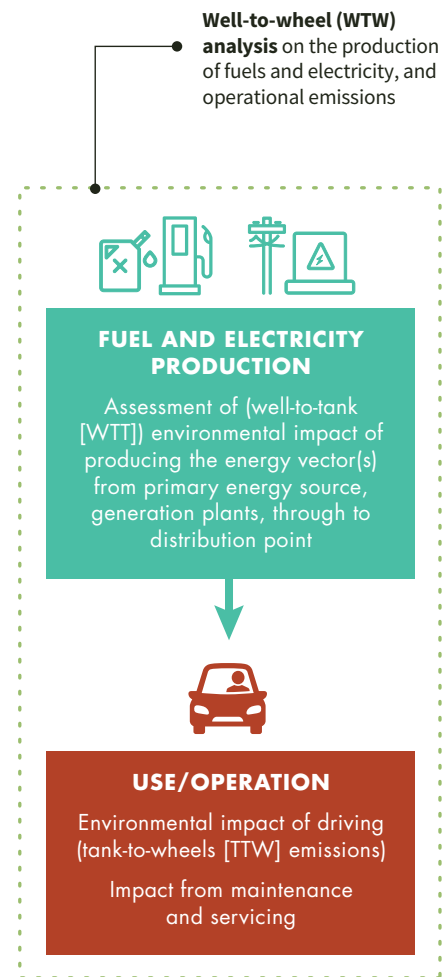 Well-to-wheel (WTW)
analysis on the production
of fuels and electricity, and
operational emissions
FUEL AND ELECTRICITY
PRODUCTION
Assessment of (well-to-tank
[WTT]) environmental impact of
producing the energy vector(s)
from primary energy source,
generation plants, through to
distribution point
USE/OPERATION
Environmental impact of driving
(tank-to-wheels [TTW] emissions)
Impact from maintenance
and servicing